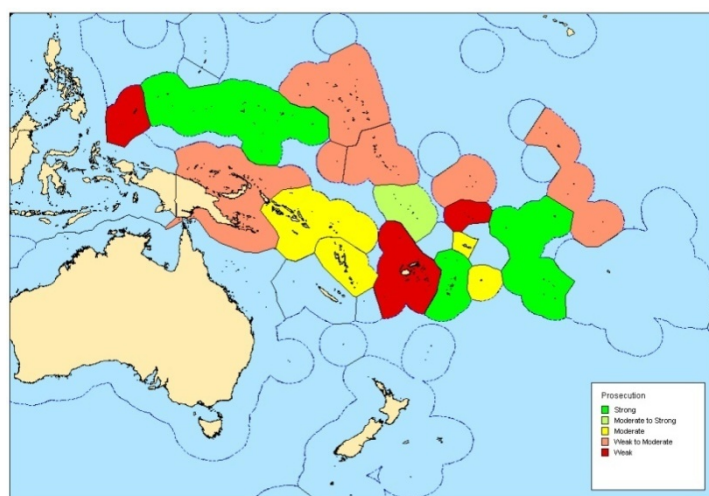 Prosecution
Strong
Moderate to Strong
Moderate
Weak to Moderate
Weak